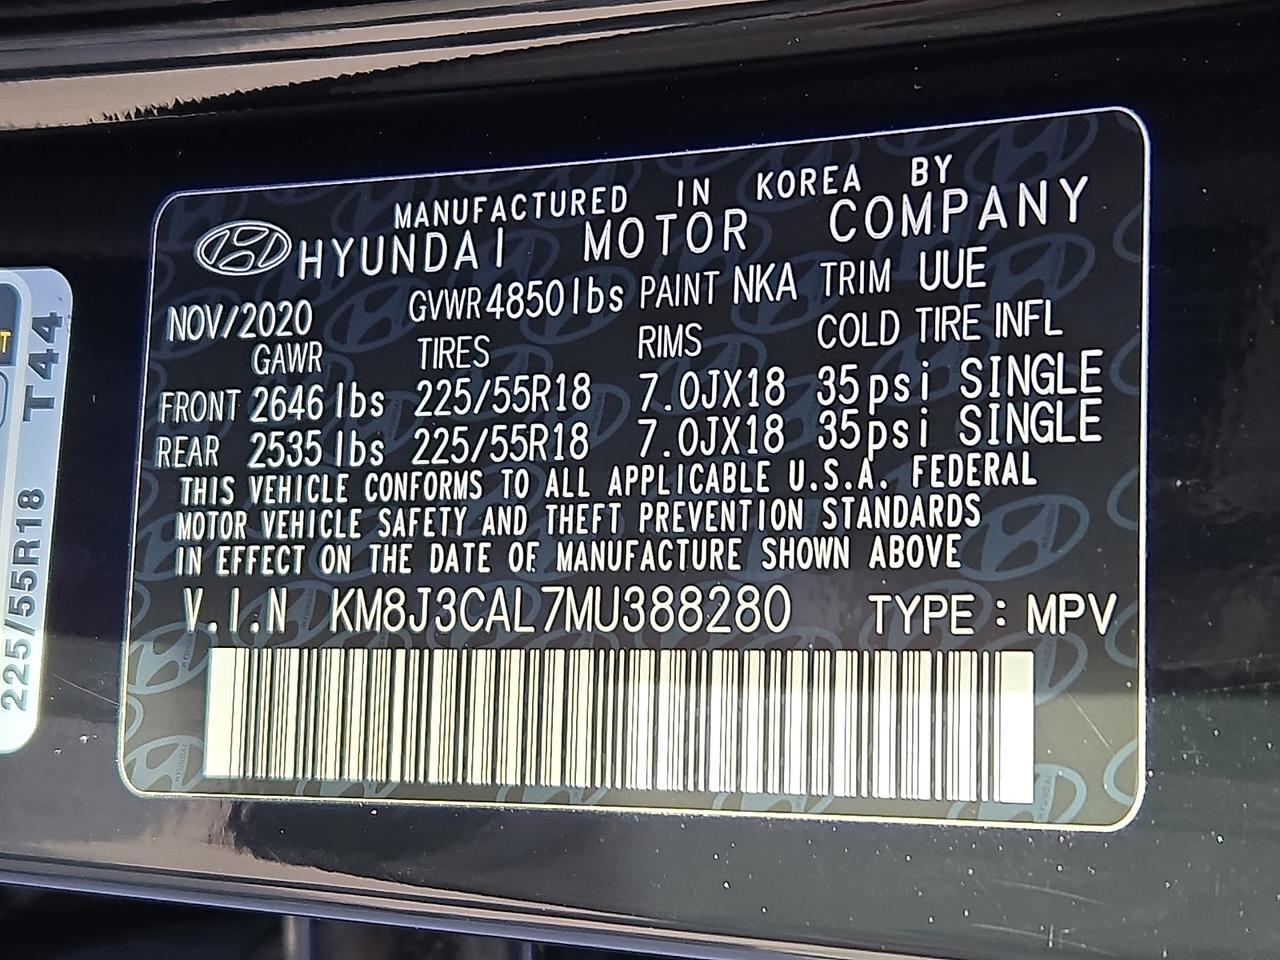 MANUFACTURED IN KOREA BY
HYUNDAI MOTOR COMPANY
NOV/2020 GVWR 4850 lbs PAINT NKA TRIM UUE
GAWR TIRES RIMS COLD TIRE INFL
FRONT 2646 lbs 225/55R18 7.0JX18 35psi SINGLE
REAR 2535 lbs 225/55R18 7.0JX18 35psi SINGLE
THIS VEHICLE CONFORMS TO ALL APPLICABLE U.S.A. FEDERAL
MOTOR VEHICLE SAFETY AND THEFT PREVENTION STANDARDS
IN EFFECT ON THE DATE OF MANUFACTURE SHOWN ABOVE
V.I.N KM8J3CAL7MU388280 TYPE : MPV
225/55R18 T44